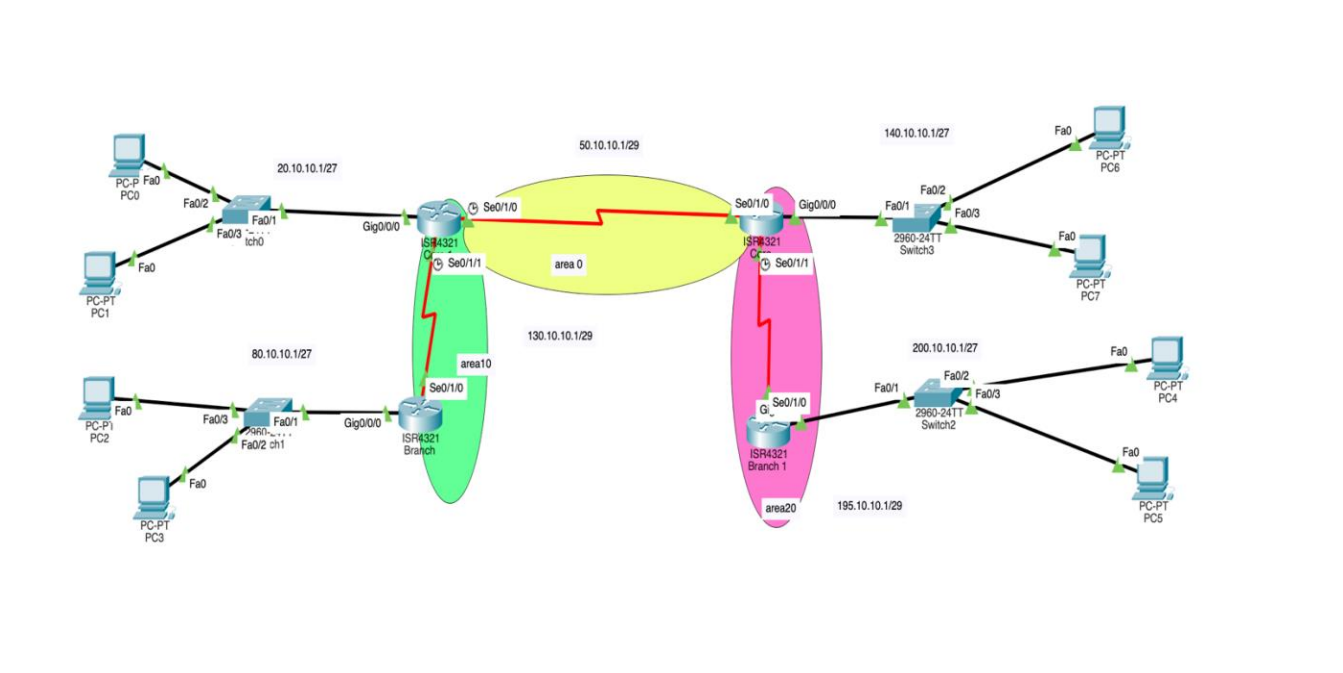 50.10.10.1/29
140.10.10.1/27
20.10.10.1/27
Fa0
PC-P
PC0
Fa0/2
Fa0/1
Fa0/3
tch0
Fa0
PC-PT
PC1
Gig0/0/0
Se0/1/0
ISR4321
Se0/1/1
area 0
Se0/1/0
Gig0/0/0
ISR4321
Se0/1/1
Fa0/1
Fa0/2
Fa0/3
2960-24TT
Switch3
Fa0
PC-PT
PC6
Fa0
PC-PT
PC7
130.10.10.1/29
80.10.10.1/27
Fa0
PC2
Fa0/3
Fa0/1
Fa0/2
ch1
Fa0
PC-PT
PC3
Gig0/0/0
area10
Se0/1/0
ISR4321
Branch
200.10.10.1/27
Se0/1/0
ISR4321
Branch 1
area20
195.10.10.1/29
Fa0/1
Fa0/2
Fa0/3
2960-24TT
Switch2
Fa0
PC-PT
PC4
Fa0
PC-PT
PC5